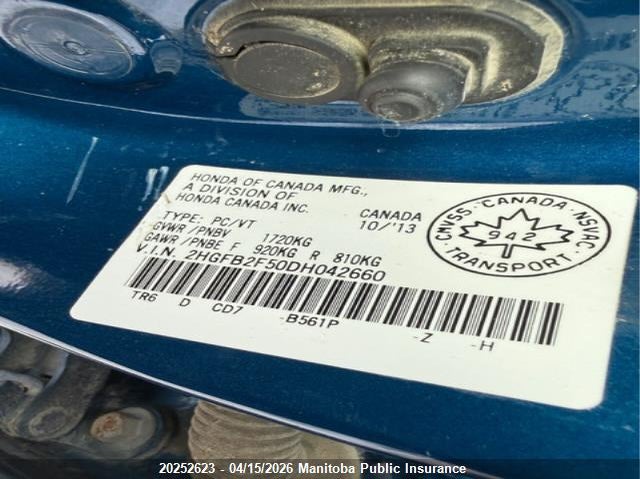 HONDA OF CANADA MFG.,
A DIVISION OF
HONDA CANADA INC.
CANADA
10/'13
TYPE: PC/VT
GVWR/PNBV 1720KG
GAWR/PNBE F 920KG R 810KG
V.I.N. 2HGFB2F50DH042660
TR6 D CD7 -B561P -Z -H
CMVSS · CANADA · NSVAC
942
TRANSPORT
20252623 - 04/15/2026 Manitoba Public Insurance